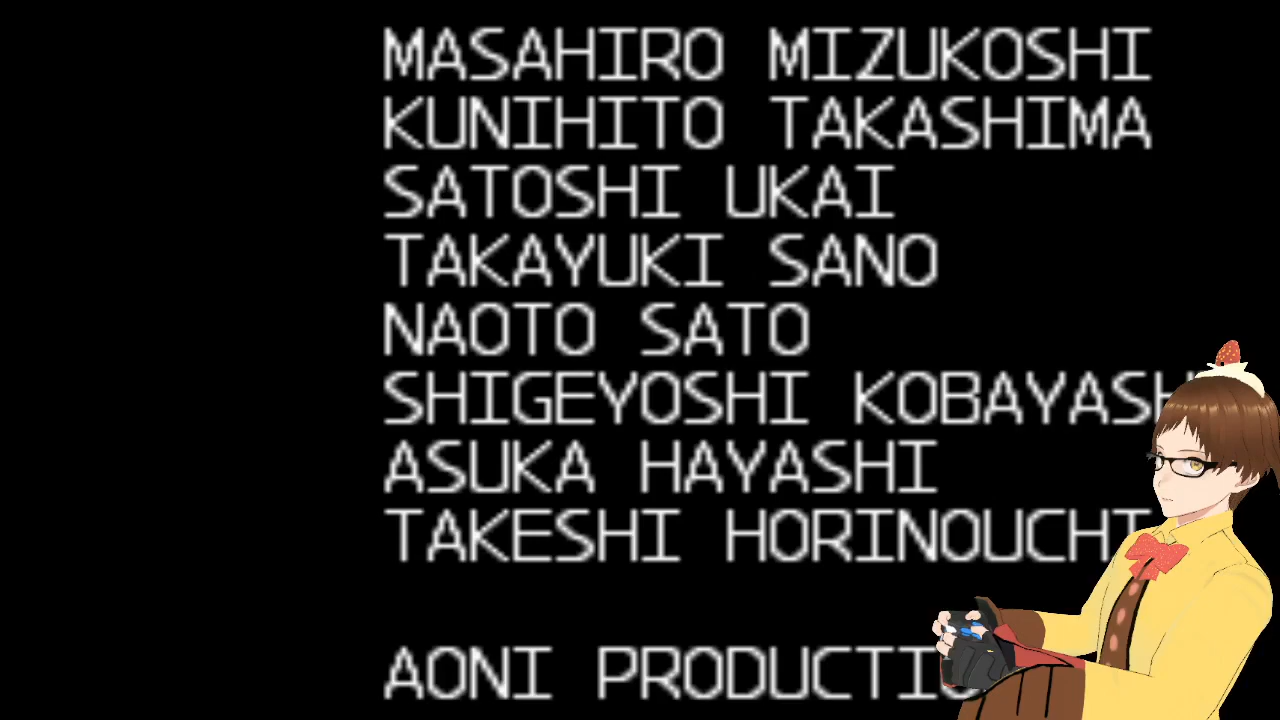 MASAHIRO MIZUKOSHI
KUNIHITO TAKASHIMA
SATOSHI UKAI
TAKAYUKI SANO
NAOTO SATO
SHIGEYOSHI KOBAYASH
ASUKA HAYASHI
TAKESHI HORINOUCHI
AONI PRODUCTIO